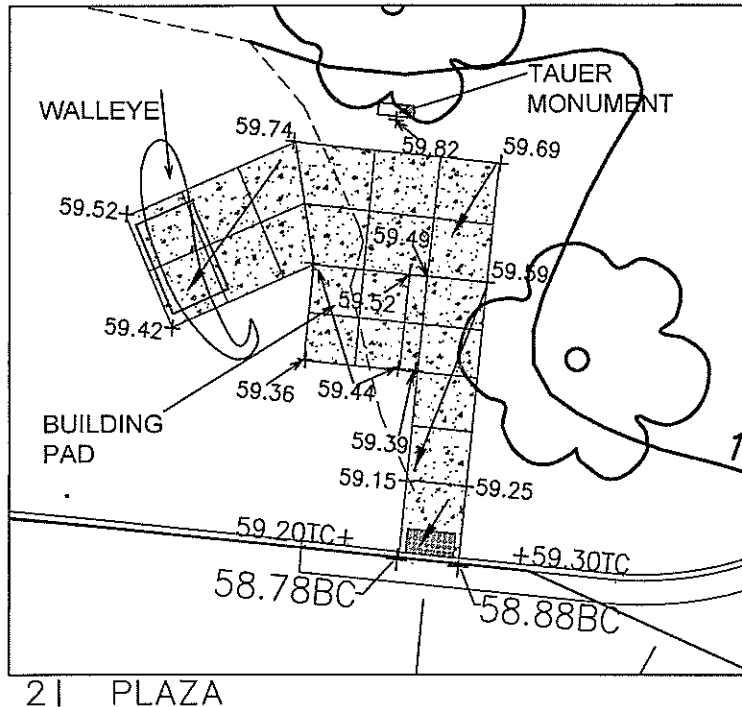 TAUER
MONUMENT
WALLEYE
59.74
59.82
59.69
59.52
59.49
59.59
59.52
59.42
59.36
59.44
BUILDING
PAD
59.39
59.15
59.25
59.20TC
59.30TC
58.78BC
58.88BC
1
21 PLAZA